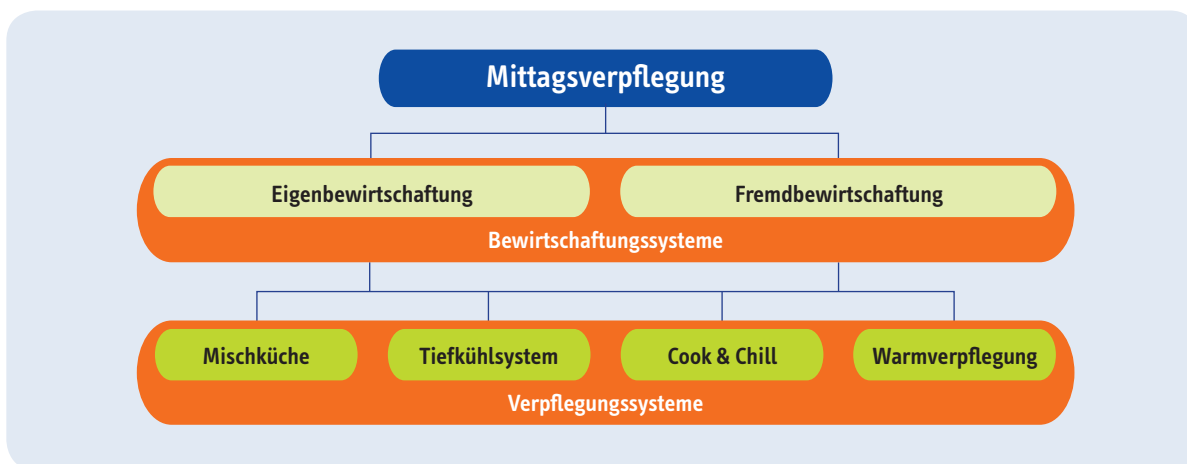 Mittagsverpflegung
Eigenbewirtschaftung
Fremdbewirtschaftung
Bewirtschaftungssysteme
Mischküche
Tiefkühlsystem
Cook & Chill
Warmverpflegung
Verpflegungssysteme